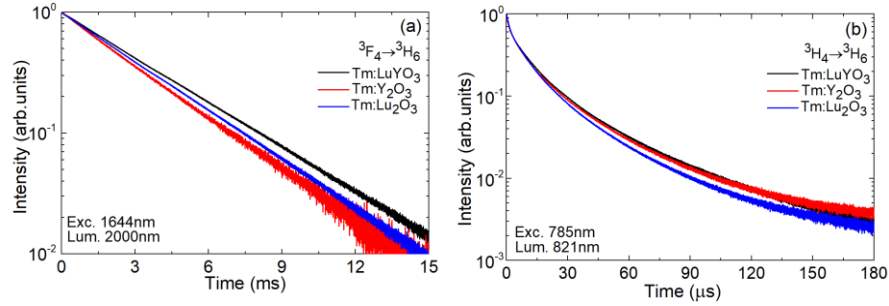 (a)
³F₄→³H₆
Tm:LuYO₃
Tm:Y₂O₃
Tm:Lu₂O₃
Exc. 1644nm
Lum. 2000nm
Intensity (arb.units)
10⁰
10⁻¹
10⁻²
0 3 6 9 12 15
Time (ms)
(b)
³H₄→³H₆
Tm:LuYO₃
Tm:Y₂O₃
Tm:Lu₂O₃
Exc. 785nm
Lum. 821nm
Intensity (arb.units)
10⁰
10⁻¹
10⁻²
10⁻³
0 30 60 90 120 150 180
Time (μs)